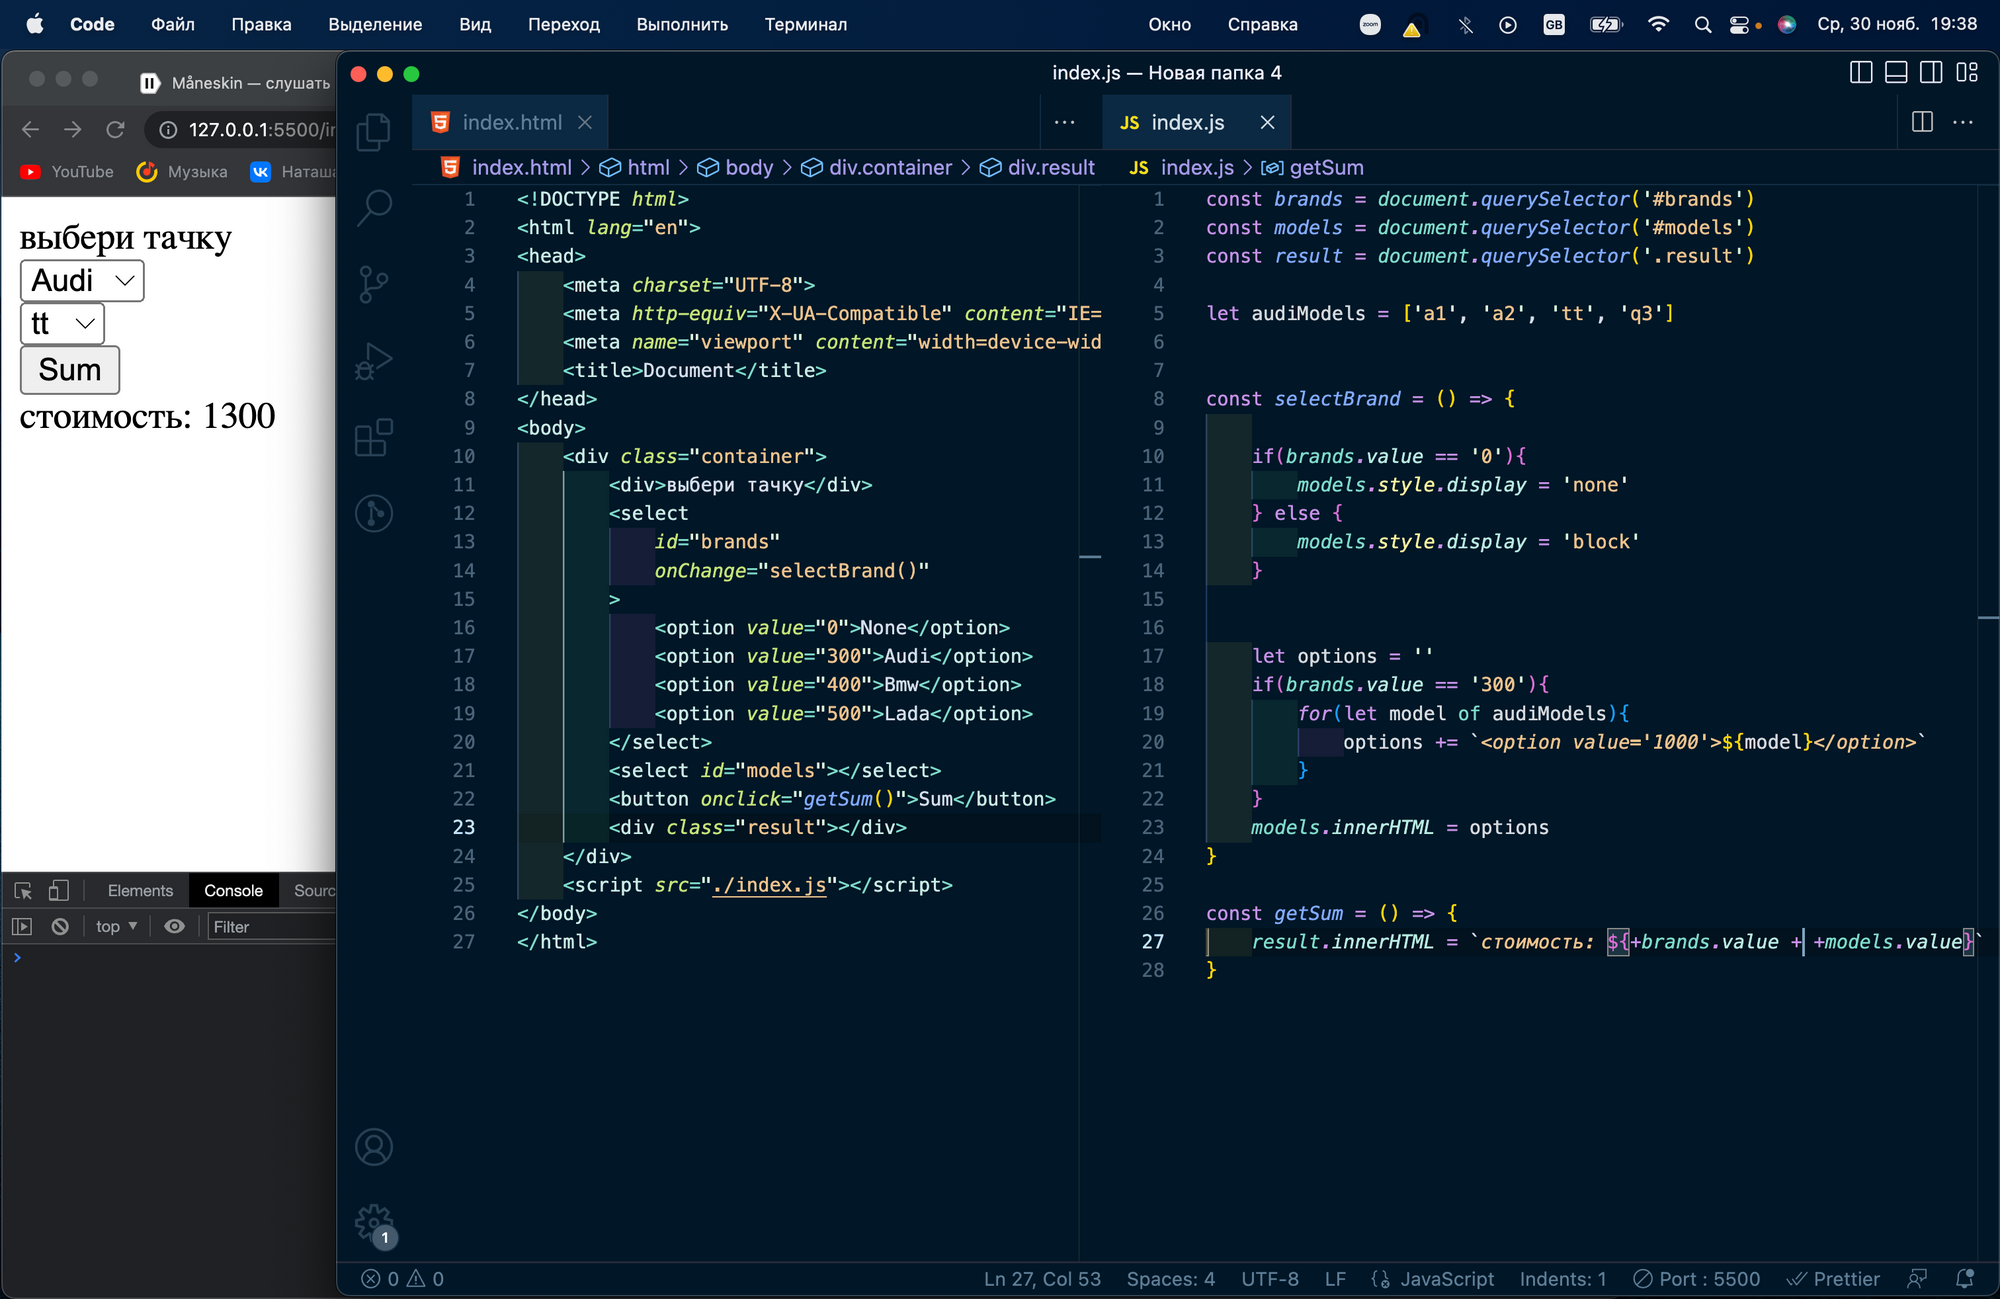 Code Файл Правка Выделение Вид Переход Выполнить Терминал Окно Справка zoom GB Ср, 30 нояб. 19:38
Måneskin — слушать
127.0.0.1:5500/in
YouTube Музыка Наташа
выбери тачку
Audi
tt
Sum
стоимость: 1300
Elements Console Sourc
top Filter
index.js — Новая папка 4
index.html
index.html > html > body > div.container > div.result
1 <!DOCTYPE html>
2 <html lang="en">
3 <head>
4 <meta charset="UTF-8">
5 <meta http-equiv="X-UA-Compatible" content="IE=
6 <meta name="viewport" content="width=device-wid
7 <title>Document</title>
8 </head>
9 <body>
10 <div class="container">
11 <div>выбери тачку</div>
12 <select
13 id="brands"
14 onChange="selectBrand()"
15 >
16 <option value="0">None</option>
17 <option value="300">Audi</option>
18 <option value="400">Bmw</option>
19 <option value="500">Lada</option>
20 </select>
21 <select id="models"></select>
22 <button onclick="getSum()">Sum</button>
23 <div class="result"></div>
24 </div>
25 <script src="./index.js"></script>
26 </body>
27 </html>
JS index.js
JS index.js > getSum
1 const brands = document.querySelector('#brands')
2 const models = document.querySelector('#models')
3 const result = document.querySelector('.result')
4
5 let audiModels = ['a1', 'a2', 'tt', 'q3']
6
7
8 const selectBrand = () => {
9
10 if(brands.value == '0'){
11 models.style.display = 'none'
12 } else {
13 models.style.display = 'block'
14 }
15
16
17 let options = ''
18 if(brands.value == '300'){
19 for(let model of audiModels){
20 options += `<option value='1000'>${model}</option>`
21 }
22 }
23 models.innerHTML = options
24 }
25
26 const getSum = () => {
27 result.innerHTML = `стоимость: ${+brands.value + +models.value}`
28 }
1
0 0 Ln 27, Col 53 Spaces: 4 UTF-8 LF JavaScript Indents: 1 Port : 5500 Prettier